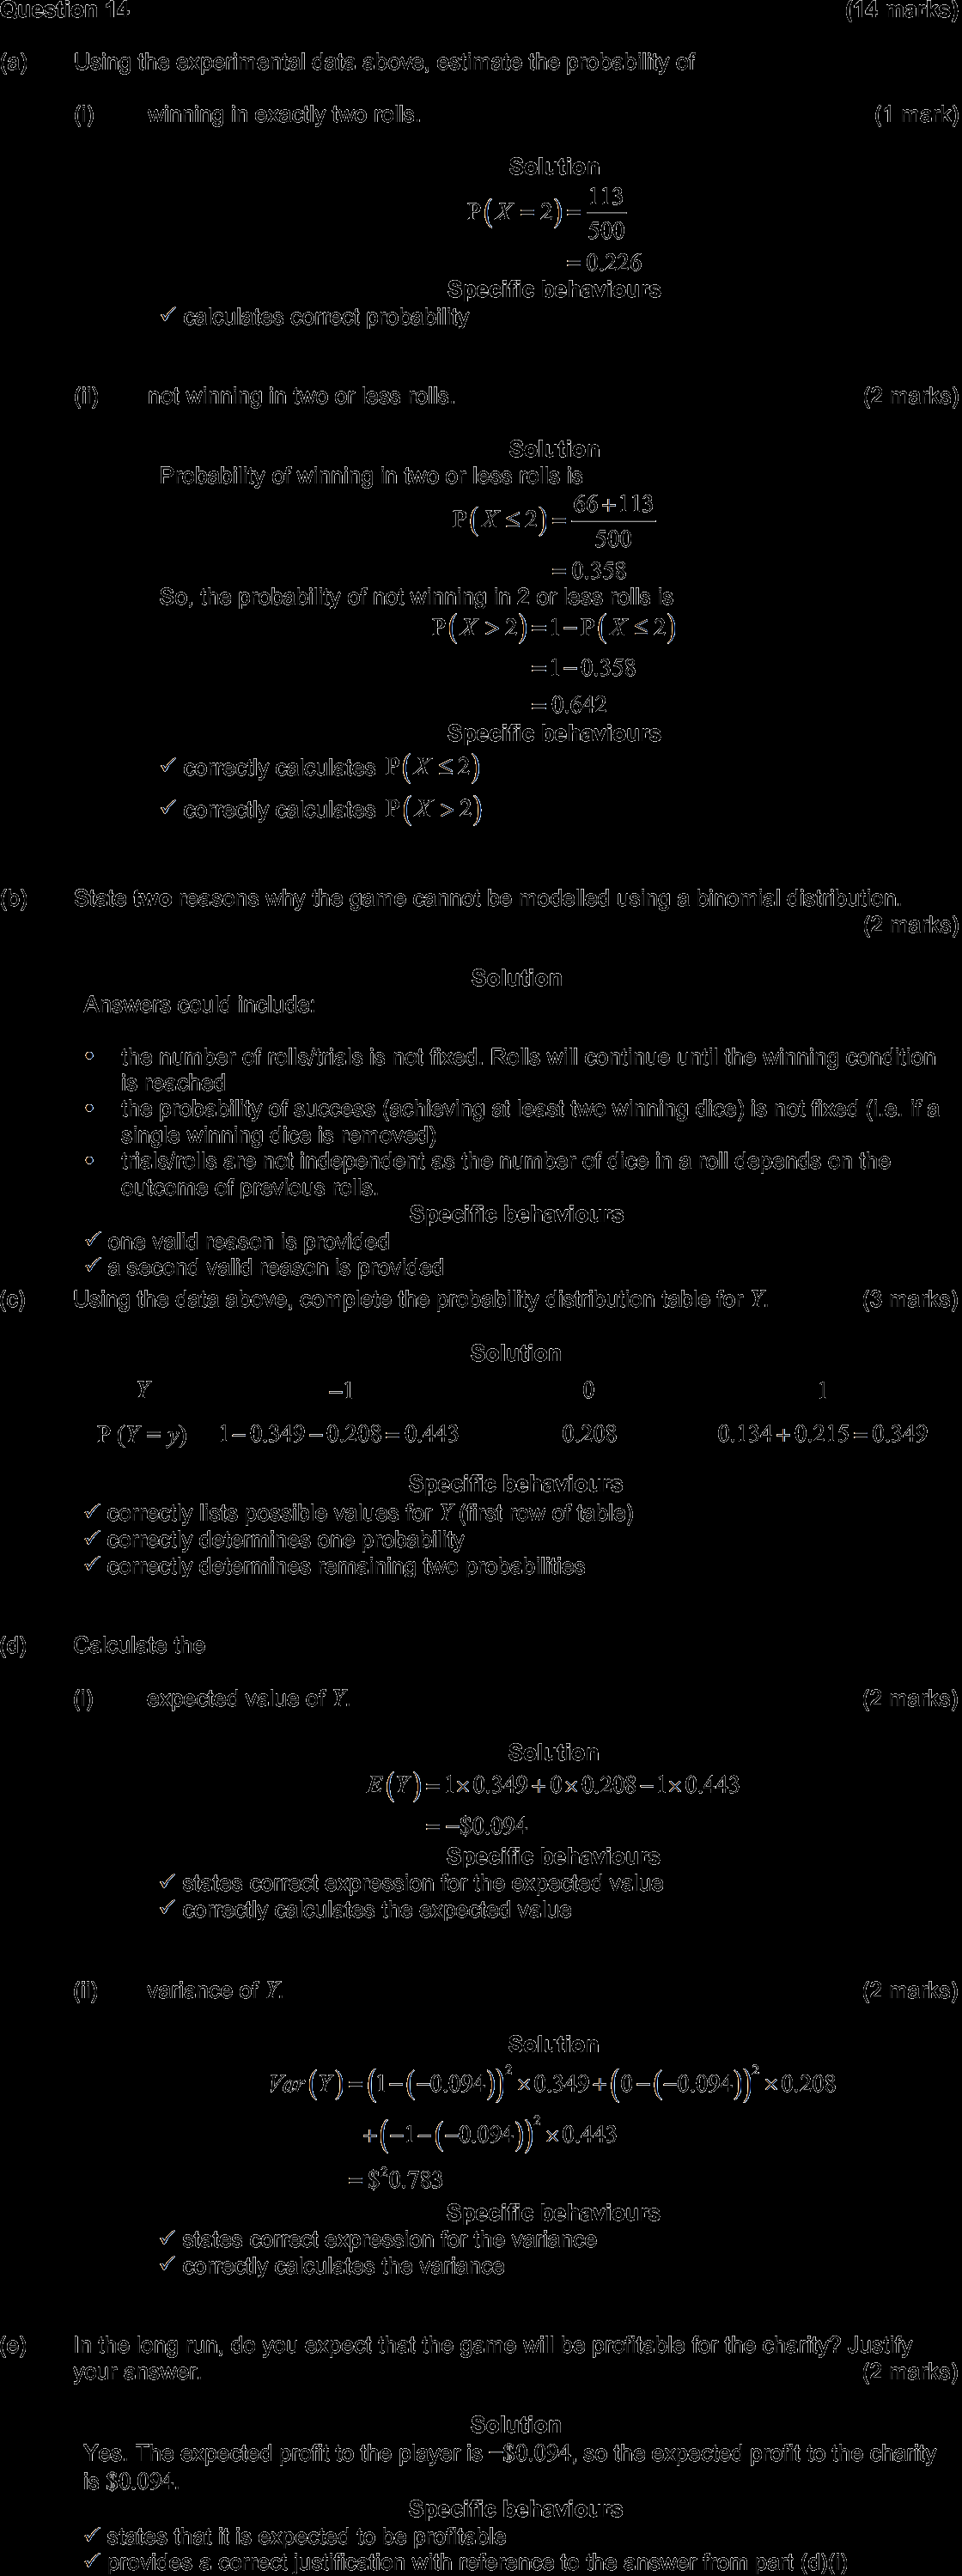 Question 14 (14 marks)
(a) Using the experimental data above, estimate the probability of
(i) winning in exactly two rolls. (1 mark)
Solution
P(X = 2) = 113/500
= 0.226
Specific behaviours
✓ calculates correct probability
(ii) not winning in two or less rolls. (2 marks)
Solution
Probability of winning in two or less rolls is
P(X ≤ 2) = (66+113)/500
= 0.358
So, the probability of not winning in 2 or less rolls is
P(X > 2) = 1 − P(X ≤ 2)
= 1 − 0.358
= 0.642
Specific behaviours
✓ correctly calculates P(X ≤ 2)
✓ correctly calculates P(X > 2)
(b) State two reasons why the game cannot be modelled using a binomial distribution.
(2 marks)
Solution
Answers could include:
• the number of rolls/trials is not fixed. Rolls will continue until the winning condition
is reached
• the probability of success (achieving at least two winning dice) is not fixed (i.e. if a
single winning dice is removed)
• trials/rolls are not independent as the number of dice in a roll depends on the
outcome of previous rolls.
Specific behaviours
✓ one valid reason is provided
✓ a second valid reason is provided
(c) Using the data above, complete the probability distribution table for Y. (3 marks)
Solution
Y −1 0 1
P (Y = y) 1 − 0.349 − 0.208 = 0.443 0.208 0.134 + 0.215 = 0.349
Specific behaviours
✓ correctly lists possible values for Y (first row of table)
✓ correctly determines one probability
✓ correctly determines remaining two probabilities
(d) Calculate the
(i) expected value of Y. (2 marks)
Solution
E(Y) = 1 × 0.349 + 0 × 0.208 − 1 × 0.443
= −$0.094
Specific behaviours
✓ states correct expression for the expected value
✓ correctly calculates the expected value
(ii) variance of Y. (2 marks)
Solution
Var(Y) = (1 − (−0.094))² × 0.349 + (0 − (−0.094))² × 0.208
+ (−1 − (−0.094))² × 0.443
= $²0.783
Specific behaviours
✓ states correct expression for the variance
✓ correctly calculates the variance
(e) In the long run, do you expect that the game will be profitable for the charity? Justify
your answer. (2 marks)
Solution
Yes. The expected profit to the player is −$0.094, so the expected profit to the charity
is $0.094.
Specific behaviours
✓ states that it is expected to be profitable
✓ provides a correct justification with reference to the answer from part (d)(i)